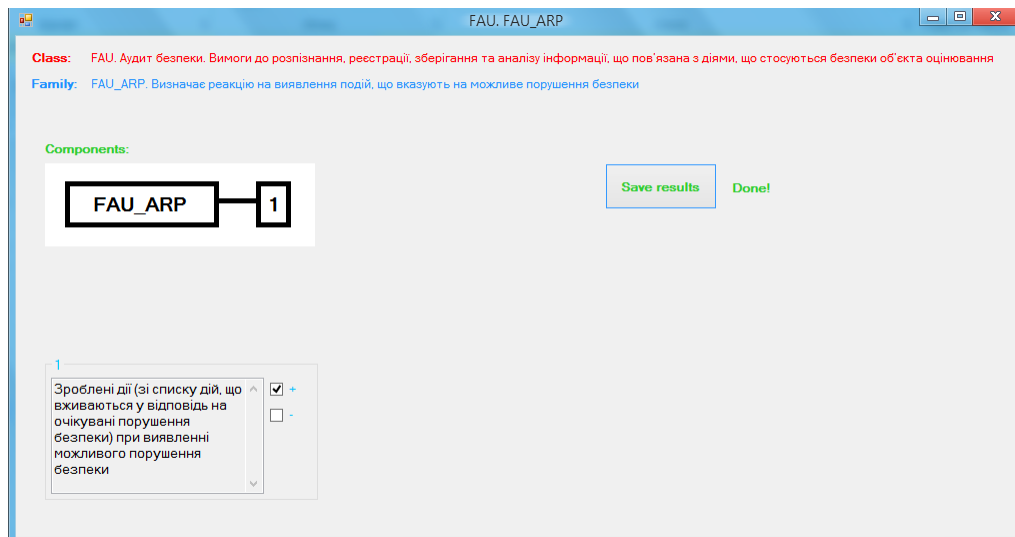 FAU. FAU_ARP
Class: FAU. Аудит безпеки. Вимоги до розпізнання, реєстрації, зберігання та аналізу інформації, що пов'язана з діями, що стосуються безпеки об'єкта оцінювання
Family: FAU_ARP. Визначає реакцію на виявлення подій, що вказують на можливе порушення безпеки
Components:
FAU_ARP 1
Save results Done!
1
Зроблені дії (зі списку дій, що
вживаються у відповідь на
очікувані порушення
безпеки) при виявленні
можливого порушення
безпеки
+
-